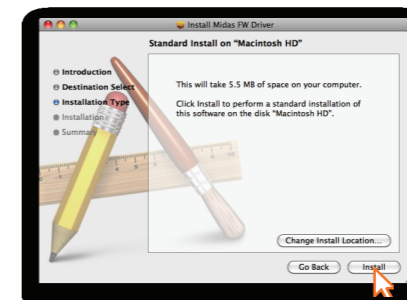 Install Midas FW Driver
Standard Install on "Macintosh HD"
Introduction
Destination Select
Installation Type
Installation
Summary
This will take 5.5 MB of space on your computer.
Click Install to perform a standard installation of
this software on the disk "Macintosh HD".
Change Install Location...
Go Back
Install